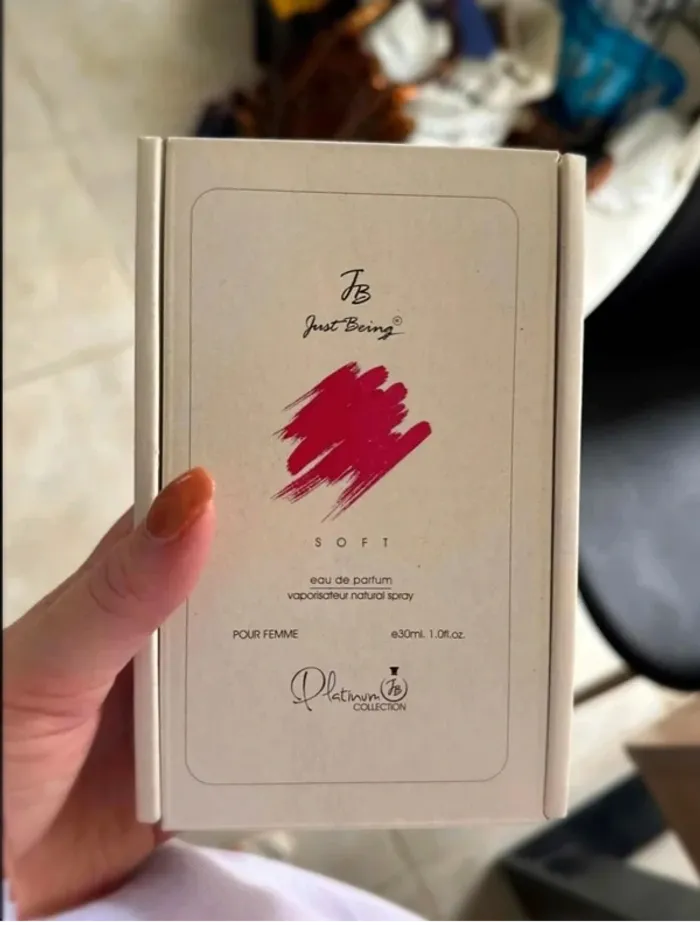 JB
Just Being®
SOFT
eau de parfum
vaporisateur natural spray
POUR FEMME e30ml. 1.0fl.oz.
Platinum JB
COLLECTION